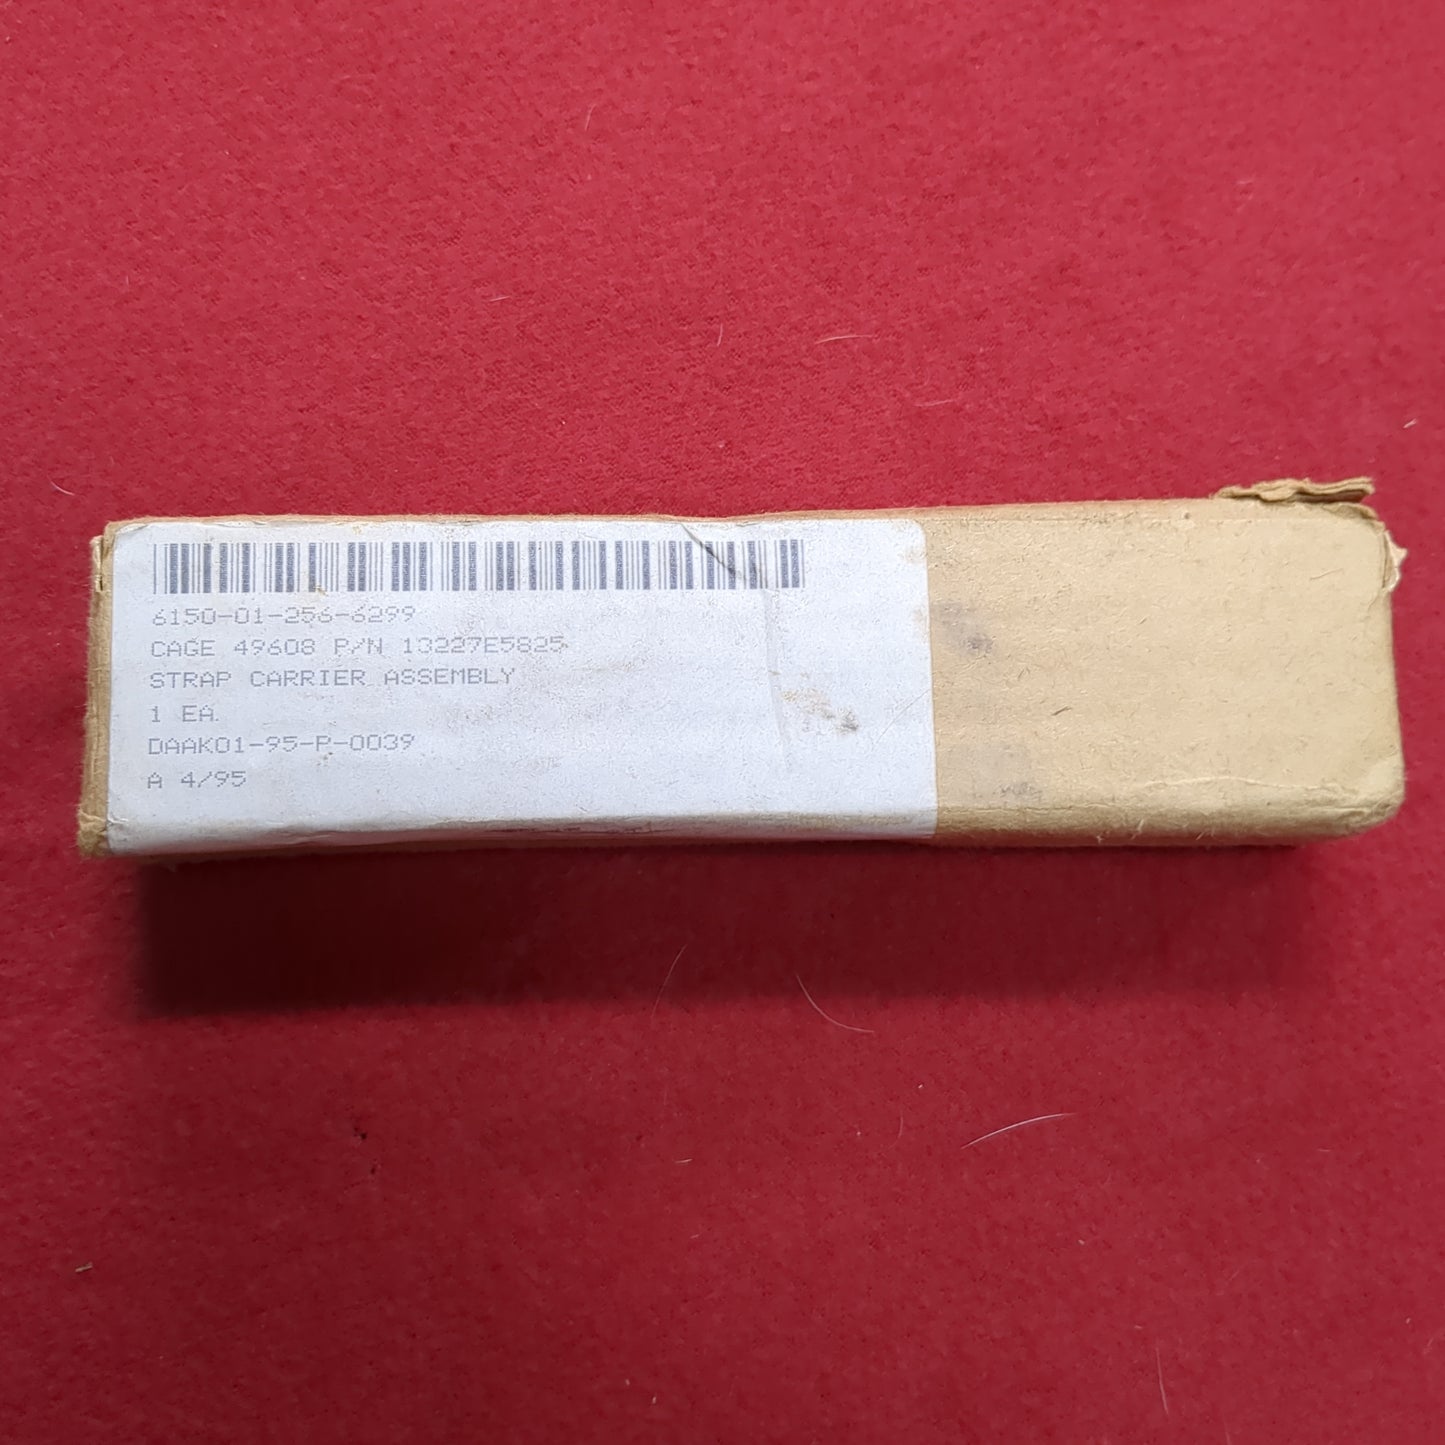 6150-01-256-6299
CAGE 49608 P/N 13227E5825
STRAP CARRIER ASSEMBLY
1 EA.
DAAK01-95-P-0039
A 4/95